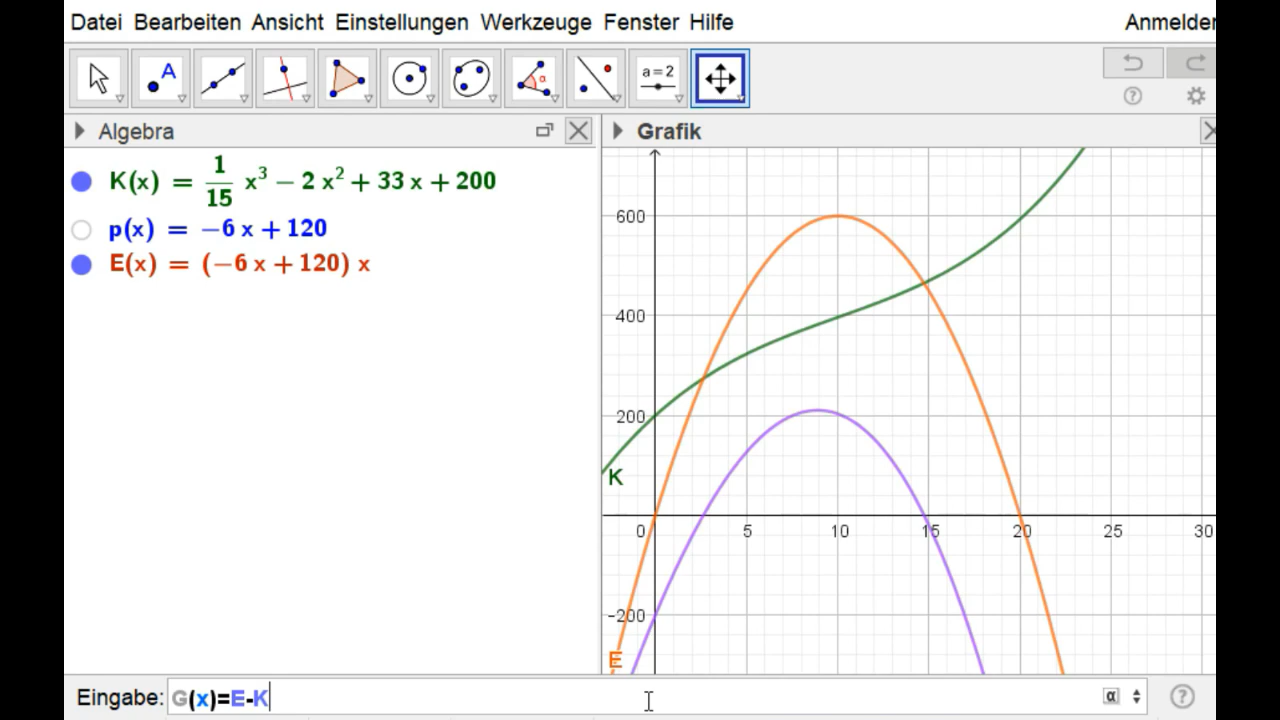 Datei Bearbeiten Ansicht Einstellungen Werkzeuge Fenster Hilfe Anmelden
A
α
a = 2
?
Algebra
Grafik
K(x) = 1/15 x³ − 2 x² + 33 x + 200
p(x) = −6 x + 120
E(x) = (−6 x + 120) x
600
400
200
0 5 10 15 20 25 30
−200
K
E
Eingabe: G(x)=E-K α ?